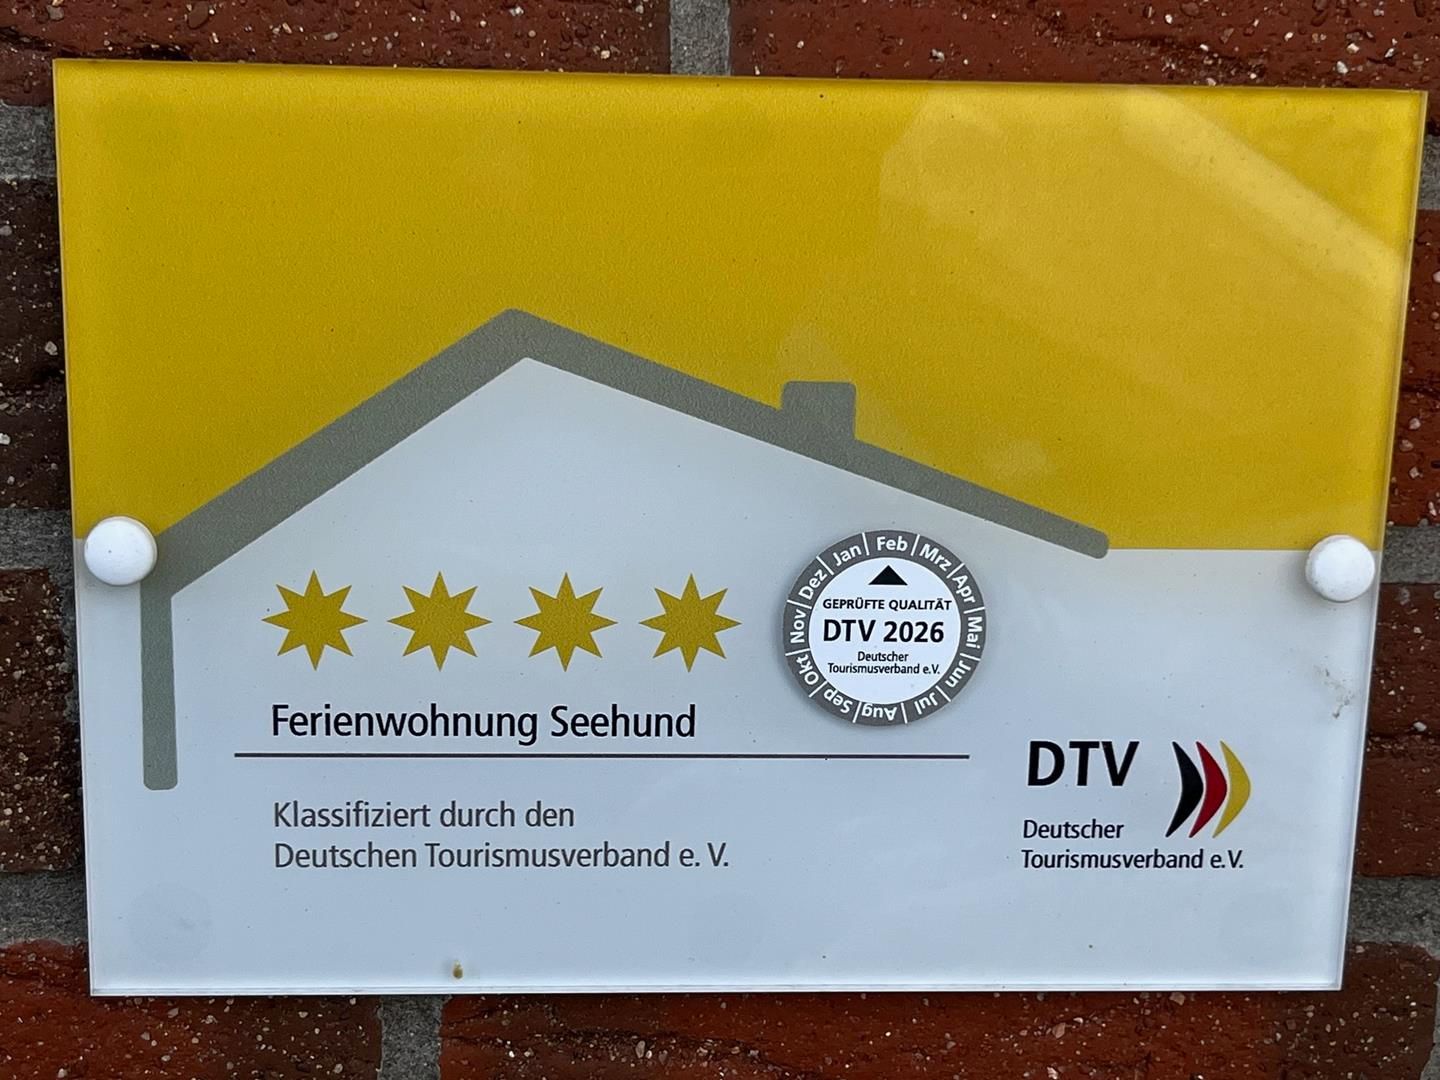 Jan Feb Mrz Apr Mai Jun Jul Aug Sep Okt Nov Dez
GEPRÜFTE QUALITÄT
DTV 2026
Deutscher
Tourismusverband e.V.
Ferienwohnung Seehund
Klassifiziert durch den
Deutschen Tourismusverband e. V.
DTV
Deutscher
Tourismusverband e.V.